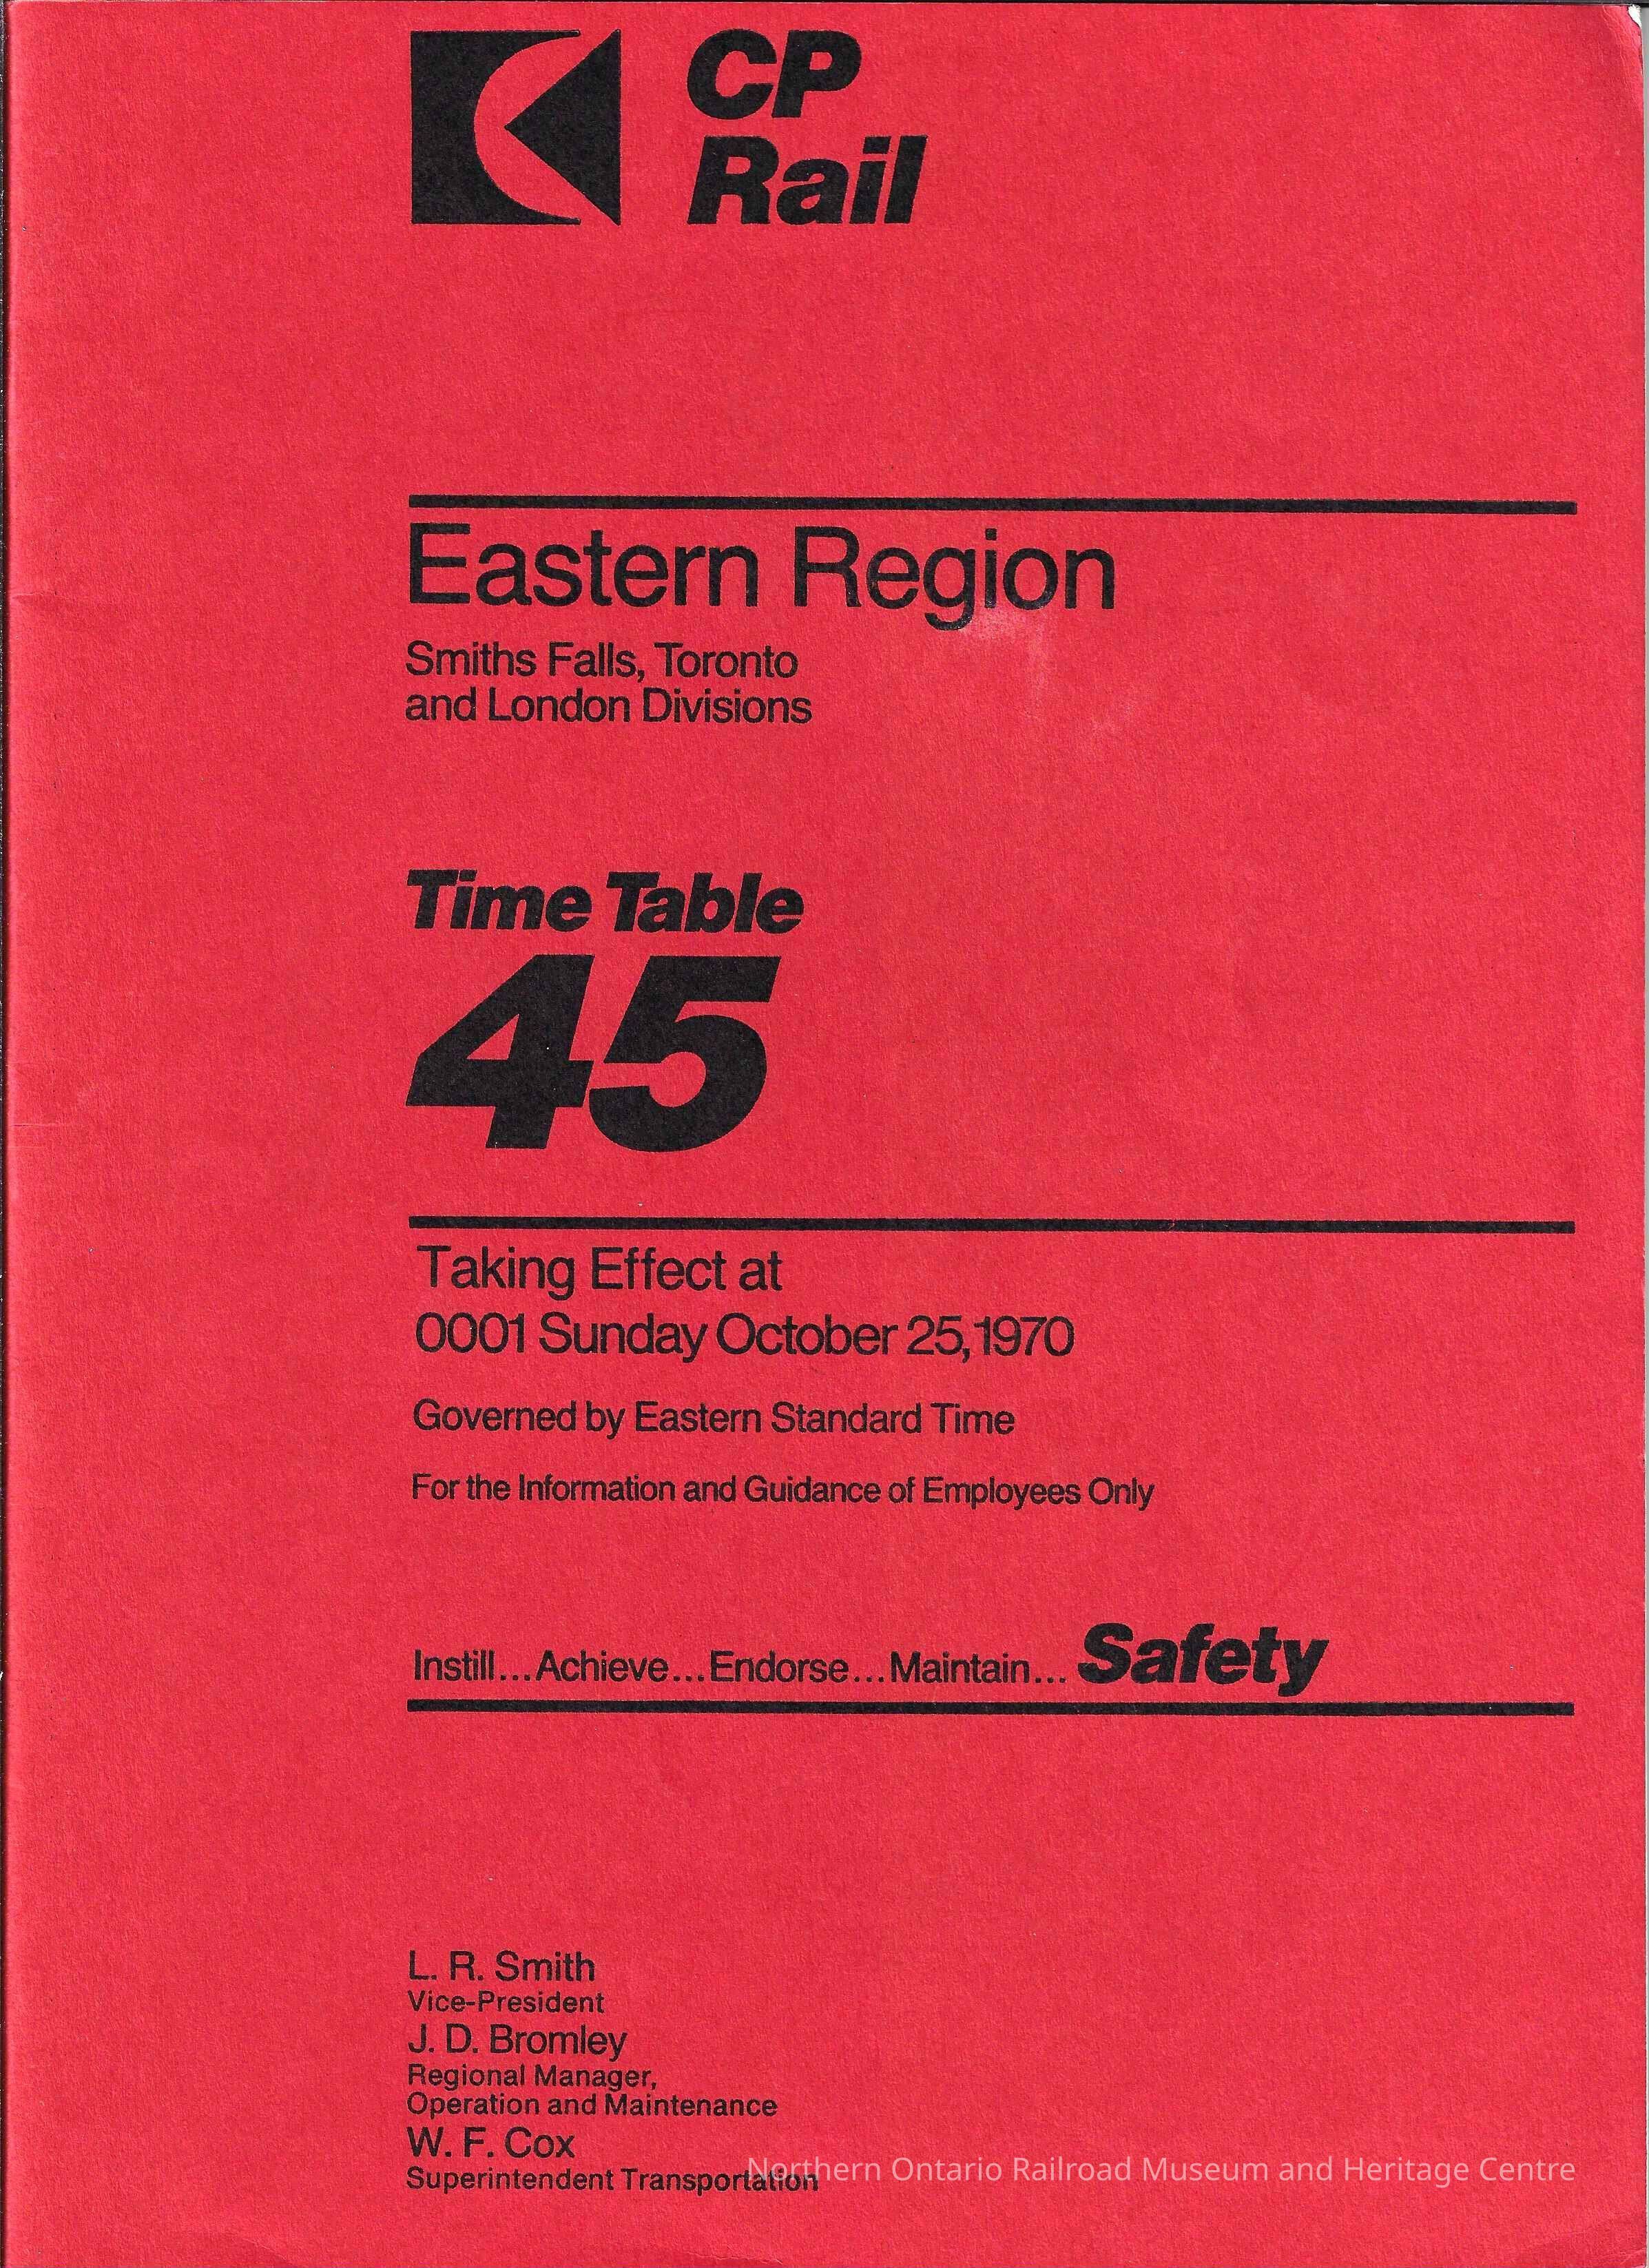 CP
Rail
Eastern Region
Smiths Falls, Toronto
and London Divisions
Time Table
45
Taking Effect at
0001 Sunday October 25, 1970
Governed by Eastern Standard Time
For the Information and Guidance of Employees Only
Instill... Achieve... Endorse... Maintain... Safety
L. R. Smith
Vice-President
J. D. Bromley
Regional Manager,
Operation and Maintenance
W. F. Cox
Superintendent Transportation
Northern Ontario Railroad Museum and Heritage Centre